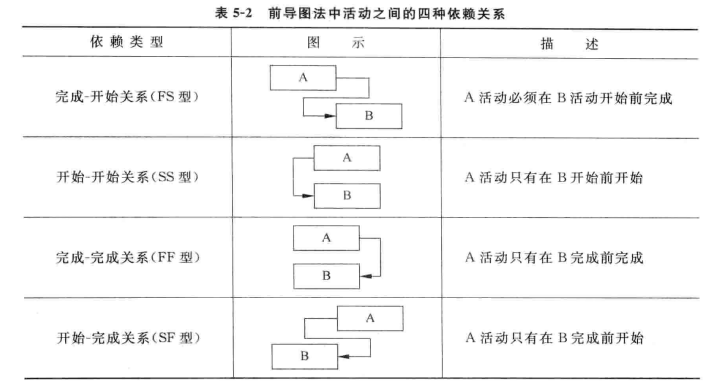 表 5-2 前导图法中活动之间的四种依赖关系
依赖类型 图示 描述
完成-开始关系(FS 型) A B A 活动必须在 B 活动开始前完成
开始-开始关系(SS 型) A B A 活动只有在 B 开始前开始
完成-完成关系(FF 型) A B A 活动只有在 B 完成前完成
开始-完成关系(SF 型) A B A 活动只有在 B 完成前开始